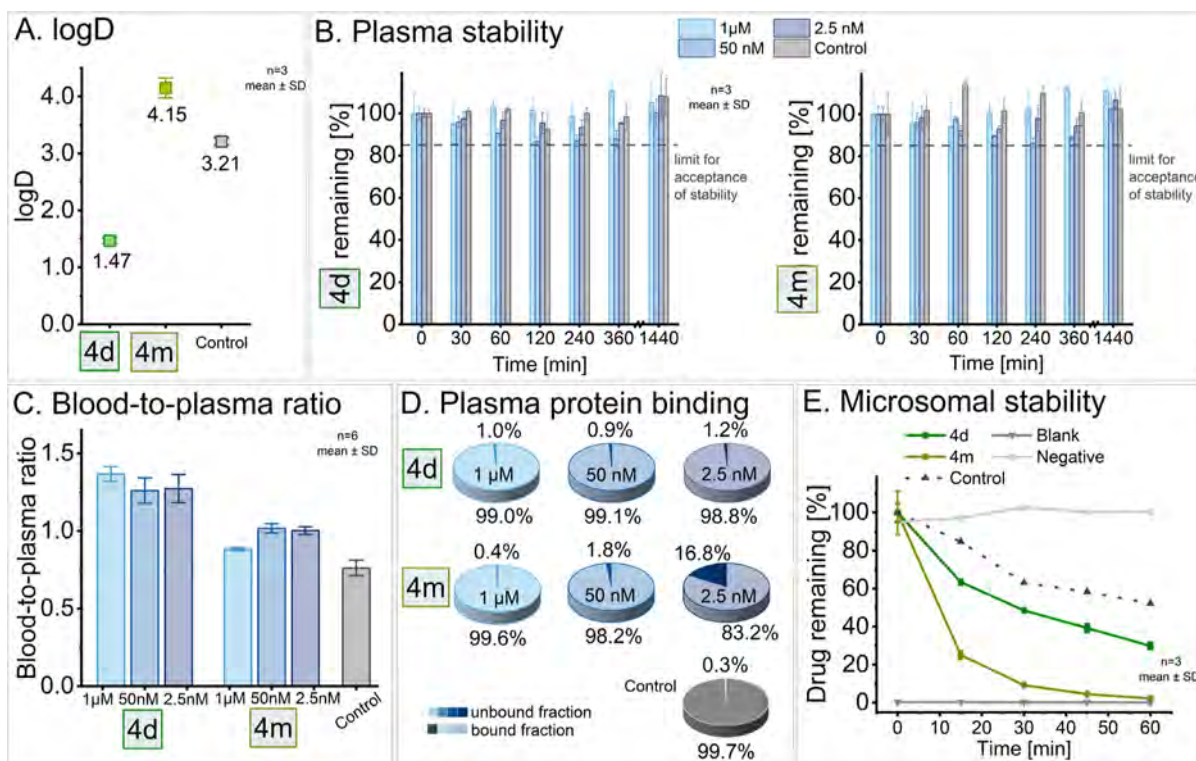 A. logD
n=3
mean ± SD
logD
4.0
3.0
2.0
1.0
0.0
4.15
3.21
1.47
4d
4m
Control
B. Plasma stability
1µM
2.5 nM
50 nM
Control
4d remaining [%]
100
80
60
40
20
0
n=3
mean ± SD
limit for
acceptance
of stability
0 30 60 120 240 360 1440
Time [min]
4m remaining [%]
100
80
60
40
20
0
limit for
acceptance
of stability
0 30 60 120 240 360 1440
Time [min]
C. Blood-to-plasma ratio
n=6
mean ± SD
Blood-to-plasma ratio
1.5
1.0
0.5
0.0
1µM 50nM 2.5nM
1µM 50nM 2.5nM
Control
4d
4m
D. Plasma protein binding
1.0% 0.9% 1.2%
4d
1 µM 50 nM 2.5 nM
99.0% 99.1% 98.8%
0.4% 1.8% 16.8%
4m
1 µM 50 nM 2.5 nM
99.6% 98.2% 83.2%
0.3%
Control
99.7%
unbound fraction
bound fraction
E. Microsomal stability
4d
Blank
4m
Negative
Control
Drug remaining [%]
100
80
60
40
20
0
n=3
mean ± SD
0 10 20 30 40 50 60
Time [min]